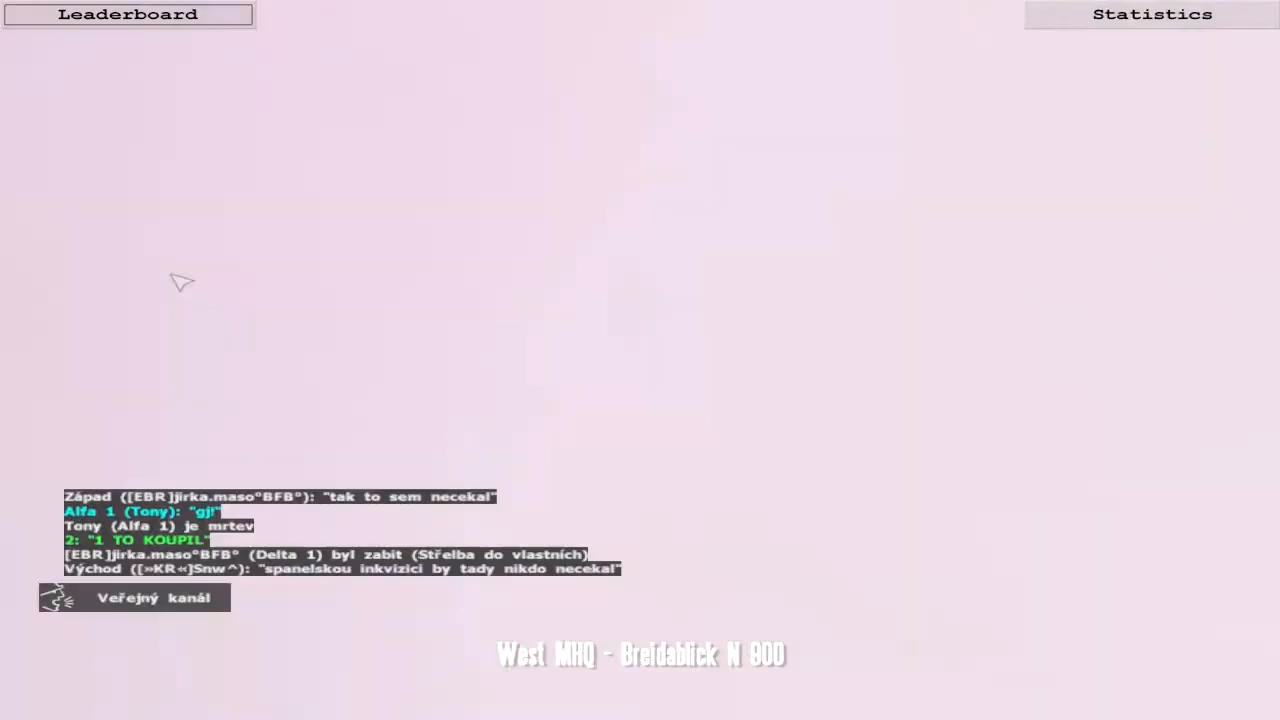 Leaderboard
Statistics
Západ ([EBR]jirka.maso°BFB°): "tak to sem necekal"
Alfa 1 (Tony): "gj!"
Tony (Alfa 1) je mrtev
2: "1 TO KOUPIL"
[EBR]jirka.maso°BFB° (Delta 1) byl zabit (Střelba do vlastních)
Východ ([»KR«]Snw^): "spanelskou inkvizici by tady nikdo necekal"
Veřejný kanál
West MHQ - Breidablick N 900